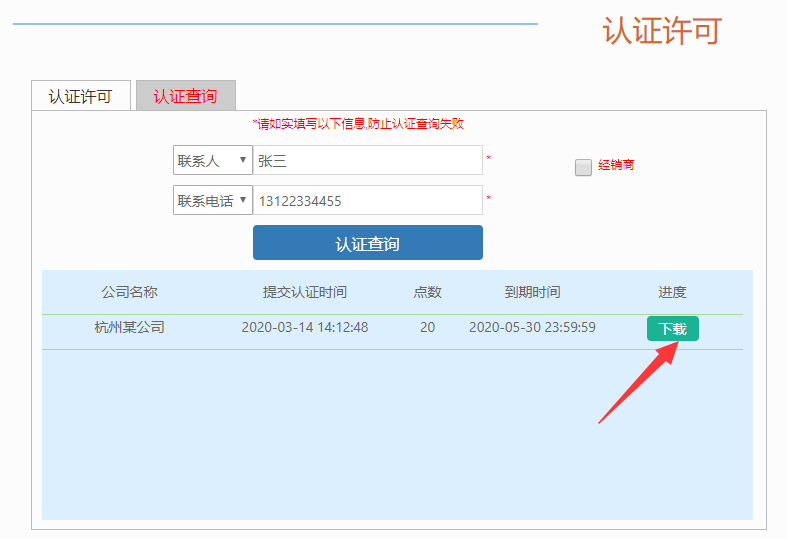 认证许可
认证许可 认证查询
*请如实填写以下信息,防止认证查询失败
联系人 张三 * 经销商
联系电话 13122334455 *
认证查询
公司名称 提交认证时间 点数 到期时间 进度
杭州某公司 2020-03-14 14:12:48 20 2020-05-30 23:59:59 下载